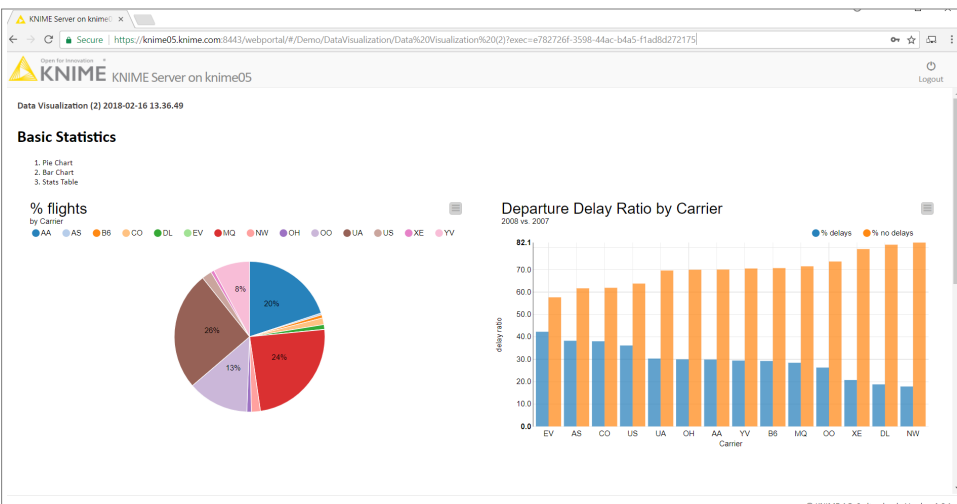 KNIME Server on knime
Secure
https://knime05.knime.com:8443/webportal/#/Demo/DataVisualization/Data%20Visualization%20(2)?exec=e782726f-3598-44ac-b4a5-f1ad8d272175
Open for Innovation
KNIME
KNIME Server on knime05
Logout
Data Visualization (2) 2018-02-16 13.36.49
Basic Statistics
1. Pie Chart
2. Bar Chart
3. Stats Table
% flights
by Carrier
AA AS B6 CO DL EV MQ NW OH OO UA US XE YV
8%
20%
26%
24%
13%
Departure Delay Ratio by Carrier
2008 vs. 2007
% delays % no delays
82.1
70.0
60.0
50.0
40.0
30.0
20.0
10.0
0.0
delay ratio
EV AS CO US UA OH AA YV B6 MQ OO XE DL NW
Carrier